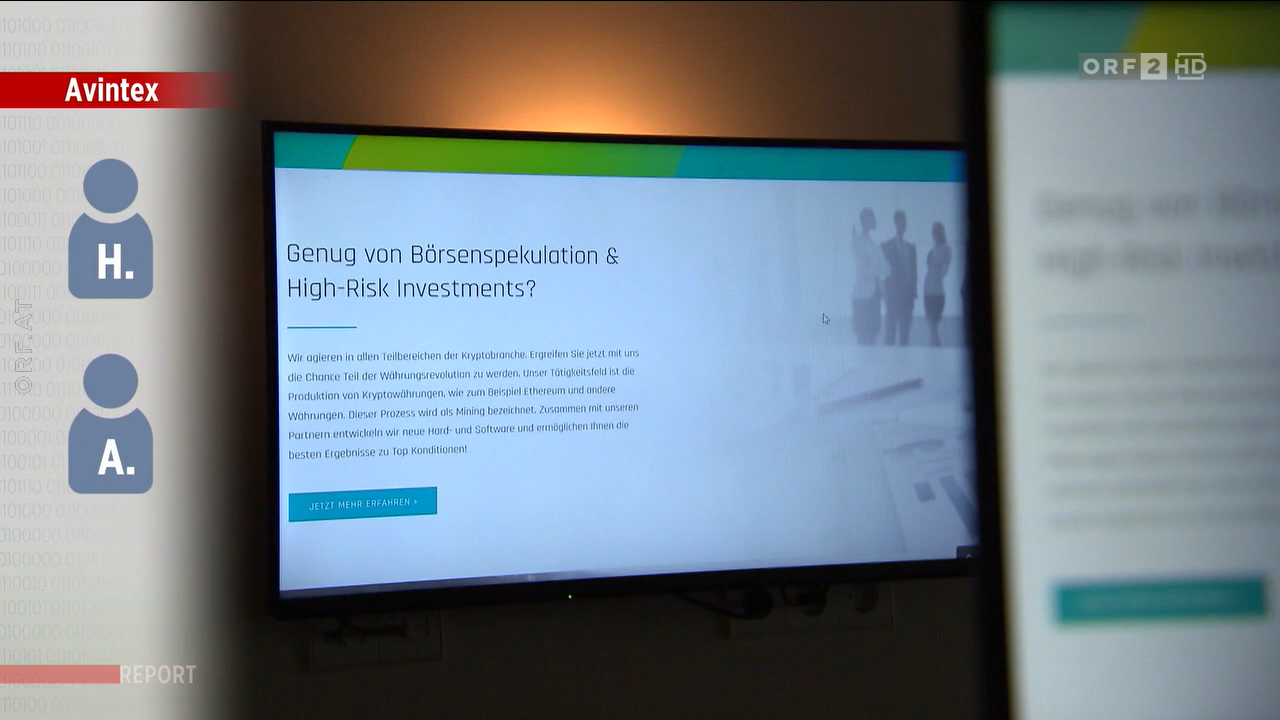 Avintex
H.
A.
ORF.AT
REPORT
ORF 2 HD
Genug von Börsenspekulation &
High-Risk Investments?
Wir agieren in allen Teilbereichen der Kryptobranche. Ergreifen Sie jetzt mit uns
die Chance Teil der Währungsrevolution zu werden. Unser Tätigkeitsfeld ist die
Produktion von Kryptowährungen, wie zum Beispiel Ethereum und andere
Währungen. Dieser Prozess wird als Mining bezeichnet. Zusammen mit unseren
Partnern entwickeln wir neue Hard- und Software und ermöglichen Ihnen die
besten Ergebnisse zu Top Konditionen!
JETZT MEHR ERFAHREN »